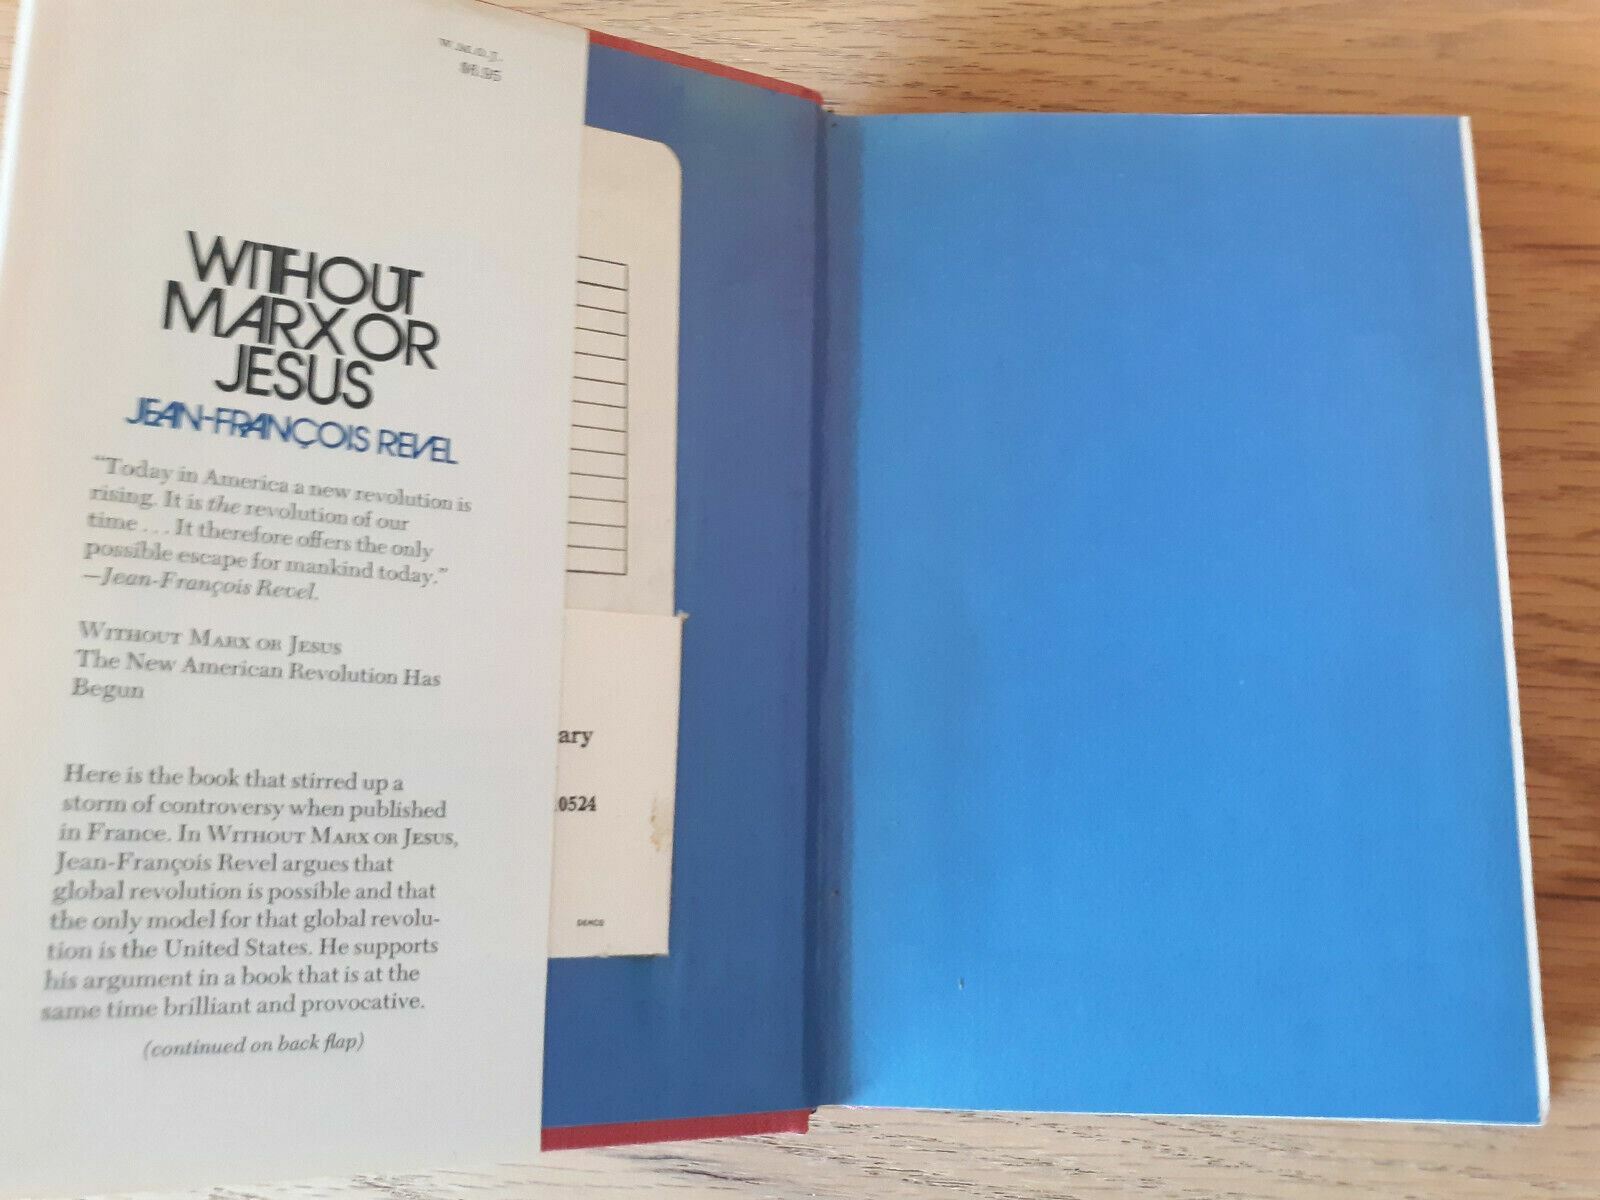 W.M.O.J.
$6.95
WITHOUT
MARX OR
JESUS
JEAN-FRANÇOIS REVEL
“Today in America a new revolution is
rising. It is the revolution of our
time . . . It therefore offers the only
possible escape for mankind today.”
—Jean-François Revel.
WITHOUT MARX OR JESUS
The New American Revolution Has
Begun
Here is the book that stirred up a
storm of controversy when published
in France. In WITHOUT MARX OR JESUS,
Jean-François Revel argues that
global revolution is possible and that
the only model for that global revolu-
tion is the United States. He supports
his argument in a book that is at the
same time brilliant and provocative.
(continued on back flap)
ary
0524
DEMCO